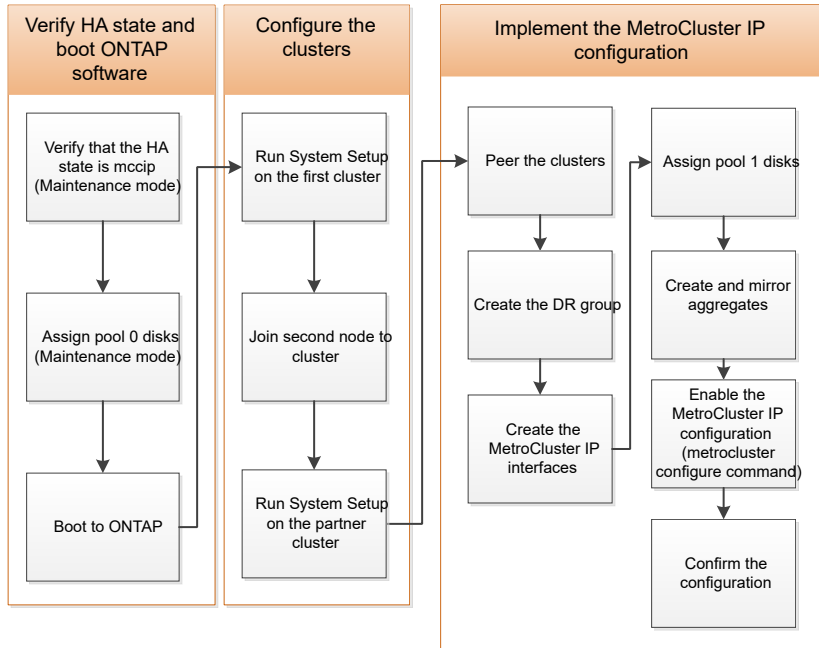 Verify HA state and
boot ONTAP
software
Verify that the HA
state is mccip
(Maintenance mode)
Assign pool 0 disks
(Maintenance mode)
Boot to ONTAP
Configure the
clusters
Run System Setup
on the first cluster
Join second node to
cluster
Run System Setup
on the partner
cluster
Implement the MetroCluster IP
configuration
Peer the clusters
Create the DR group
Create the
MetroCluster IP
interfaces
Assign pool 1 disks
Create and mirror
aggregates
Enable the
MetroCluster IP
configuration
(metrocluster
configure command)
Confirm the
configuration